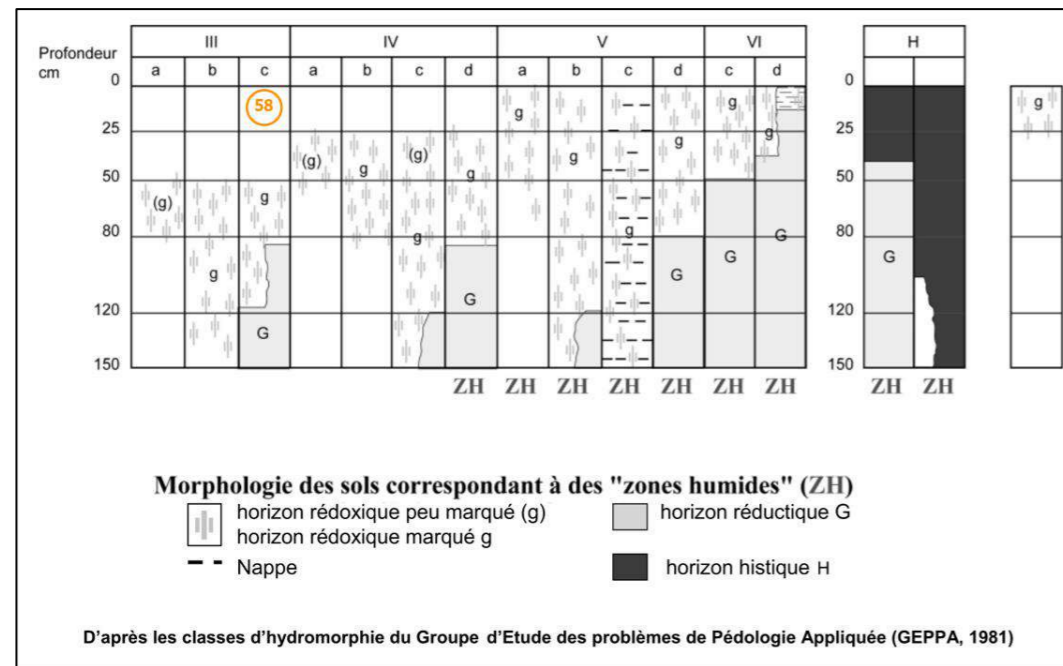 III IV V VI H
Profondeur
cm
a b c a b c d a b c d c d
0 0
58
g g g g
25 25
(g) g (g) g g g g
50 50
(g) g g
80 80
g g g G G G G
120 120
G
150 150
ZH ZH ZH ZH ZH ZH ZH ZH ZH
Morphologie des sols correspondant à des "zones humides" (ZH)
horizon rédoxique peu marqué (g) horizon réductique G
horizon rédoxique marqué g
Nappe horizon histique H
D'après les classes d'hydromorphie du Groupe d'Etude des problèmes de Pédologie Appliquée (GEPPA, 1981)